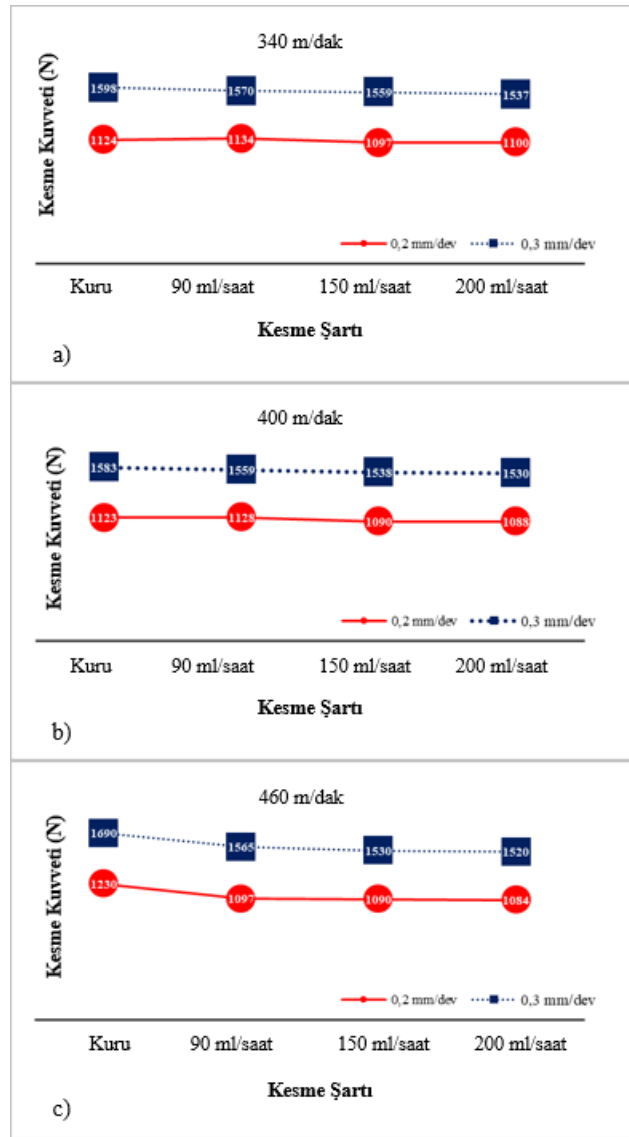 340 m/dak
Kesme Kuvveti (N)
1598 1570 1559 1537
1124 1134 1097 1100
0,2 mm/dev 0,3 mm/dev
Kuru 90 ml/saat 150 ml/saat 200 ml/saat
Kesme Şartı
a)
400 m/dak
Kesme Kuvveti (N)
1583 1559 1538 1530
1123 1128 1090 1088
0,2 mm/dev 0,3 mm/dev
Kuru 90 ml/saat 150 ml/saat 200 ml/saat
Kesme Şartı
b)
460 m/dak
Kesme Kuvveti (N)
1690 1565 1530 1520
1230 1097 1090 1084
0,2 mm/dev 0,3 mm/dev
Kuru 90 ml/saat 150 ml/saat 200 ml/saat
Kesme Şartı
c)